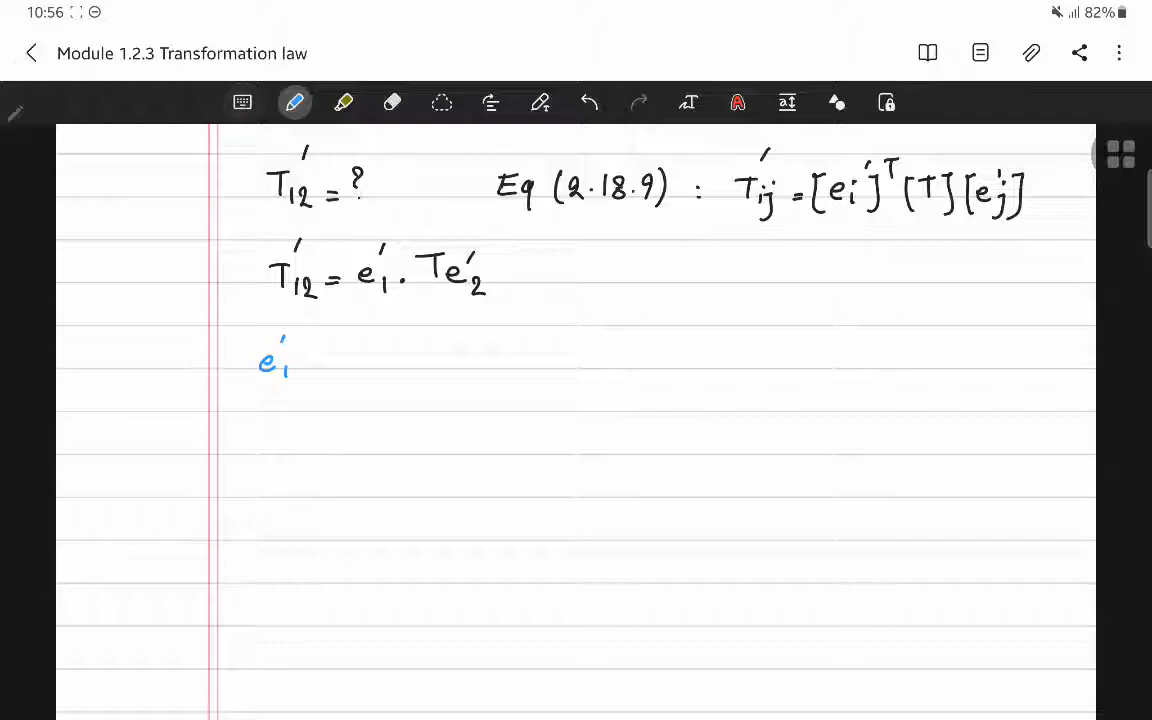 10:56 82%
Module 1.2.3 Transformation law
T'₁₂ = ? Eq (2.18.9) : T'ᵢⱼ = [eᵢ']ᵀ [T] [e'ⱼ]
T'₁₂ = e'₁ . Te'₂
e'₁